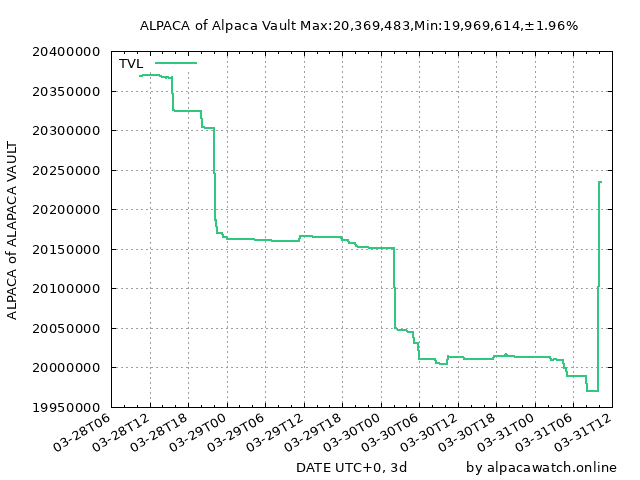 ALPACA of Alpaca Vault Max:20,369,483,Min:19,969,614,±1.96%
TVL
20400000
20350000
20300000
20250000
20200000
20150000
20100000
20050000
20000000
19950000
ALPACA of ALAPACA VAULT
03-28T06
03-28T12
03-28T18
03-29T00
03-29T06
03-29T12
03-29T18
03-30T00
03-30T06
03-30T12
03-30T18
03-31T00
03-31T06
03-31T12
DATE UTC+0, 3d
by alpacawatch.online